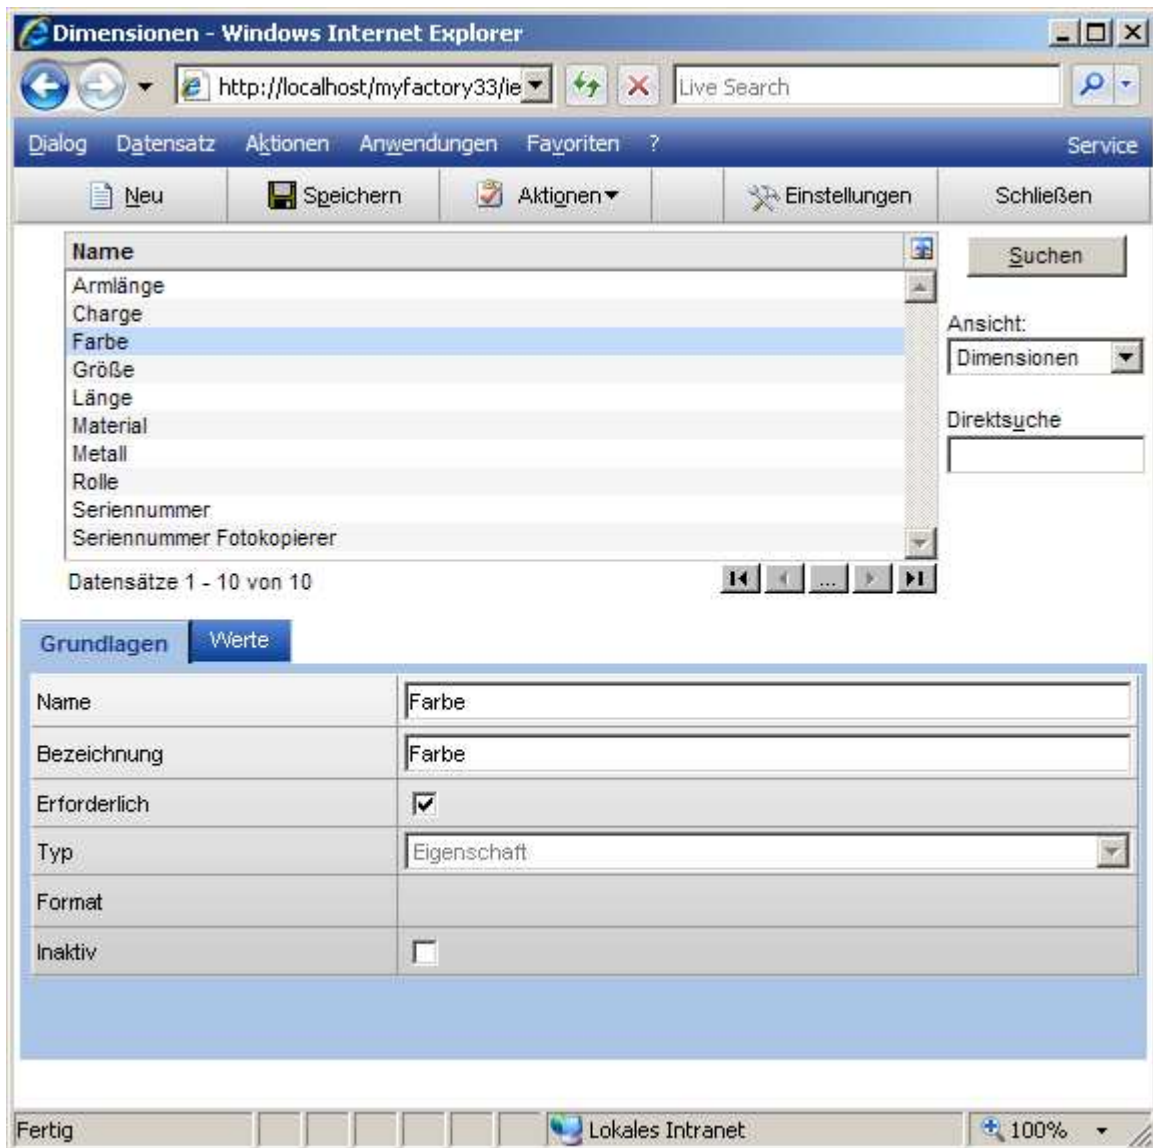 Dimensionen - Windows Internet Explorer
http://localhost/myfactory33/ie
Live Search
Dialog Datensatz Aktionen Anwendungen Favoriten ? Service
Neu Speichern Aktionen Einstellungen Schließen
Name
Armlänge
Charge
Farbe
Größe
Länge
Material
Metall
Rolle
Seriennummer
Seriennummer Fotokopierer
Datensätze 1 - 10 von 10
...
Suchen
Ansicht:
Dimensionen
Direktsuche
Grundlagen Werte
Name Farbe
Bezeichnung Farbe
Erforderlich
Typ Eigenschaft
Format
Inaktiv
Fertig Lokales Intranet 100%